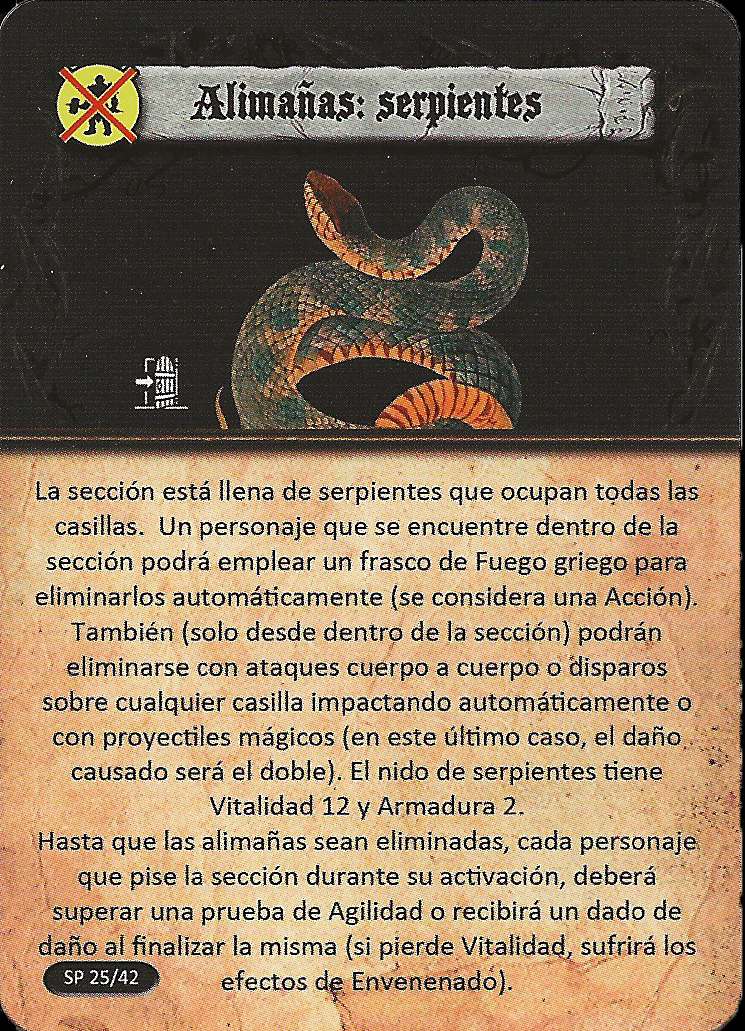 Alimañas: serpientes
La sección está llena de serpientes que ocupan todas las
casillas. Un personaje que se encuentre dentro de la
sección podrá emplear un frasco de Fuego griego para
eliminarlos automáticamente (se considera una Acción).
También (solo desde dentro de la sección) podrán
eliminarse con ataques cuerpo a cuerpo o disparos
sobre cualquier casilla impactando automáticamente o
con proyectiles mágicos (en este último caso, el daño
causado será el doble). El nido de serpientes tiene
Vitalidad 12 y Armadura 2.
Hasta que las alimañas sean eliminadas, cada personaje
que pise la sección durante su activación, deberá
superar una prueba de Agilidad o recibirá un dado de
daño al finalizar la misma (si pierde Vitalidad, sufrirá los
efectos de Envenenado).
SP 25/42